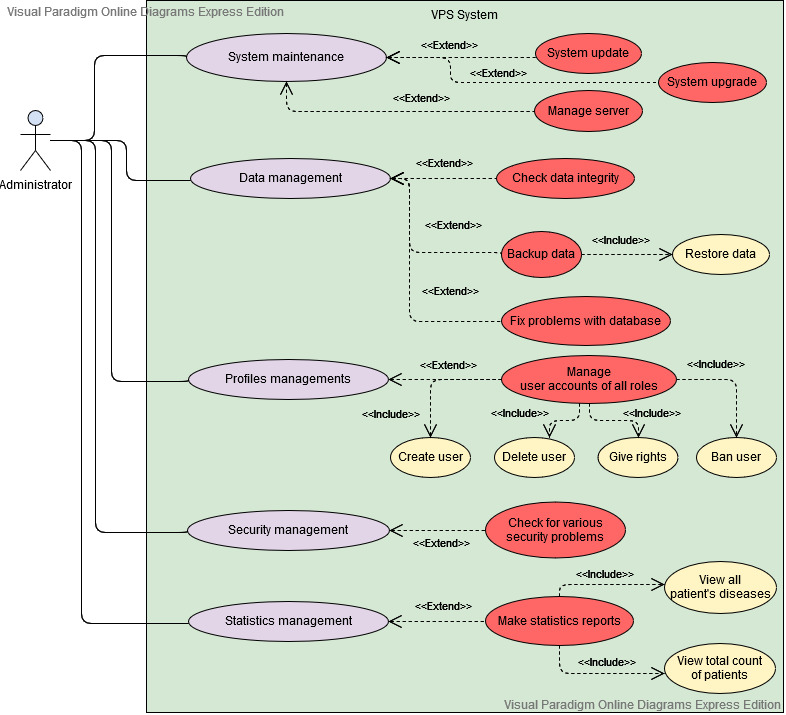 Visual Paradigm Online Diagrams Express Edition
VPS System
Administrator
System maintenance
<<Extend>>
System update
<<Extend>>
System upgrade
<<Extend>>
Manage server
Data management
<<Extend>>
Check data integrity
<<Extend>>
Backup data
<<Include>>
Restore data
<<Extend>>
Fix problems with database
Profiles managements
<<Extend>>
Manage
user accounts of all roles
<<Include>>
<<Include>>
<<Include>>
<<Include>>
Create user
Delete user
Give rights
Ban user
Security management
<<Extend>>
Check for various
security problems
Statistics management
<<Extend>>
Make statistics reports
<<Include>>
View all
patient's diseases
<<Include>>
View total count
of patients
Visual Paradigm Online Diagrams Express Edition